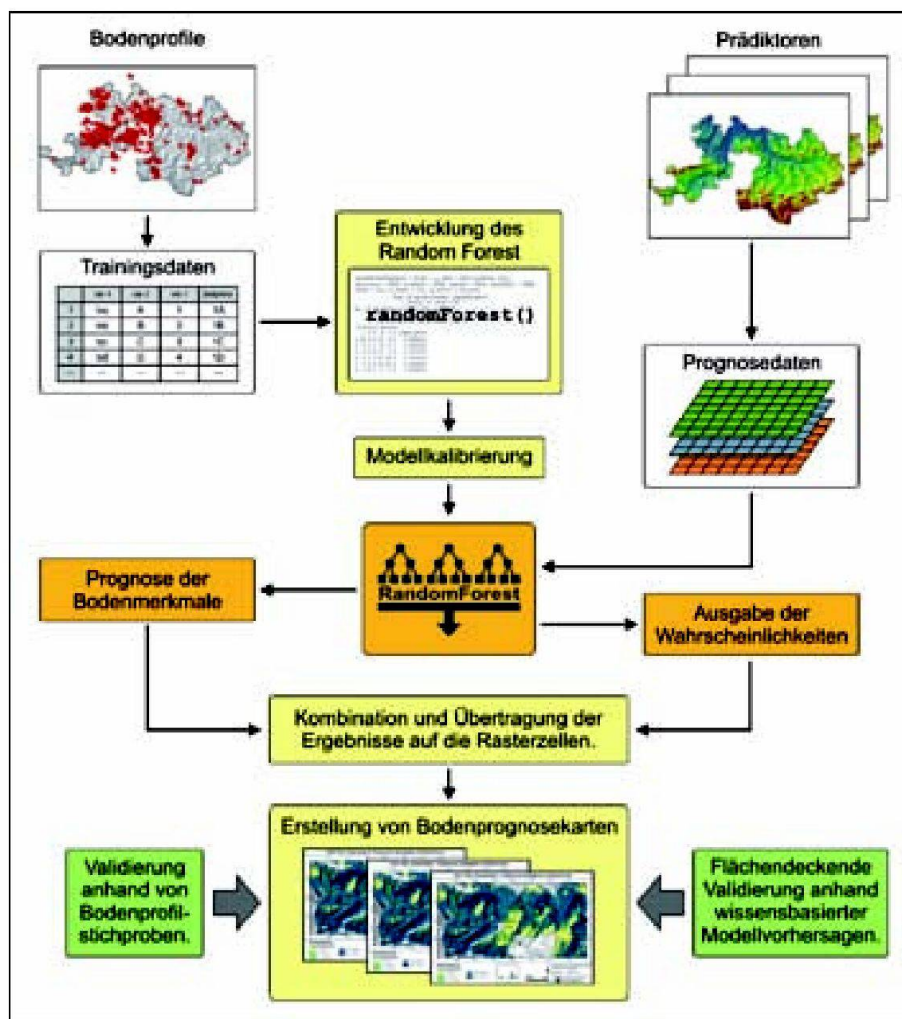 Bodenprofile
Prädiktoren
Trainingsdaten
Entwicklung des
Random Forest
randomForest()
Prognosedaten
Modellkalibrierung
RandomForest
Prognose der
Bodenmerkmale
Ausgabe der
Wahrscheinlichkeiten
Kombination und Übertragung der
Ergebnisse auf die Rasterzellen.
Erstellung von Bodenprognosekarten
Validierung
anhand von
Bodenprofil-
stichproben.
Flächendeckende
Validierung anhand
wissensbasierter
Modellvorhersagen.